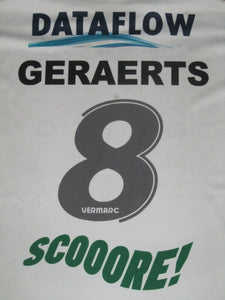 DATAFLOW
GERAERTS
8
VERMARC
SCOOORE!